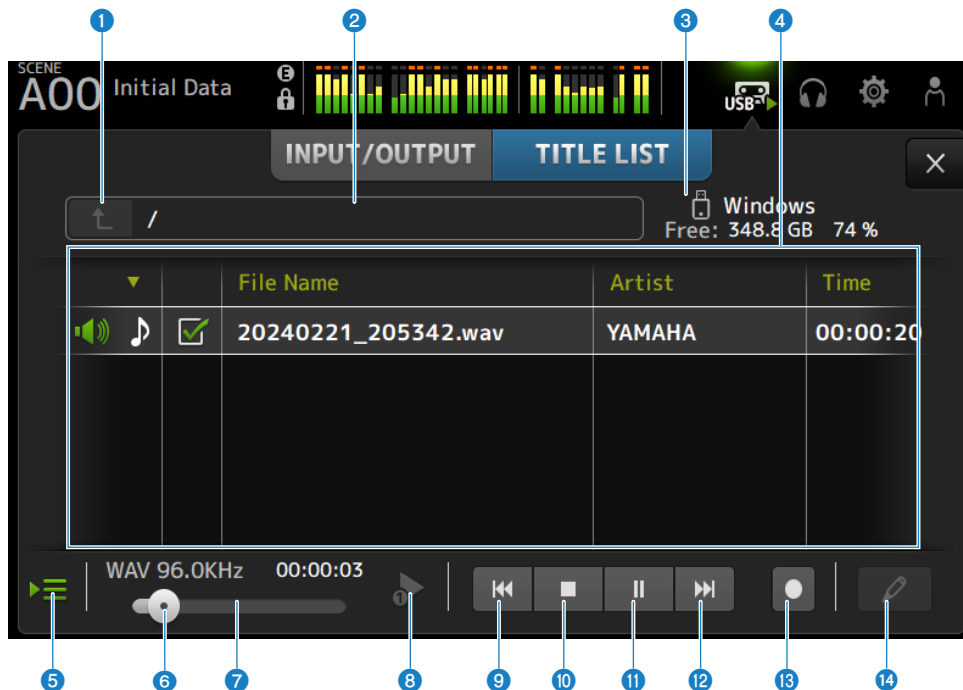 1 2 3 4
SCENE
A00 Initial Data E USB
INPUT/OUTPUT TITLE LIST
/ Windows
Free: 348.8 GB 74 %
File Name Artist Time
20240221_205342.wav YAMAHA 00:00:20
WAV 96.0KHz 00:00:03
1
5 6 7 8 9 10 11 12 13 14